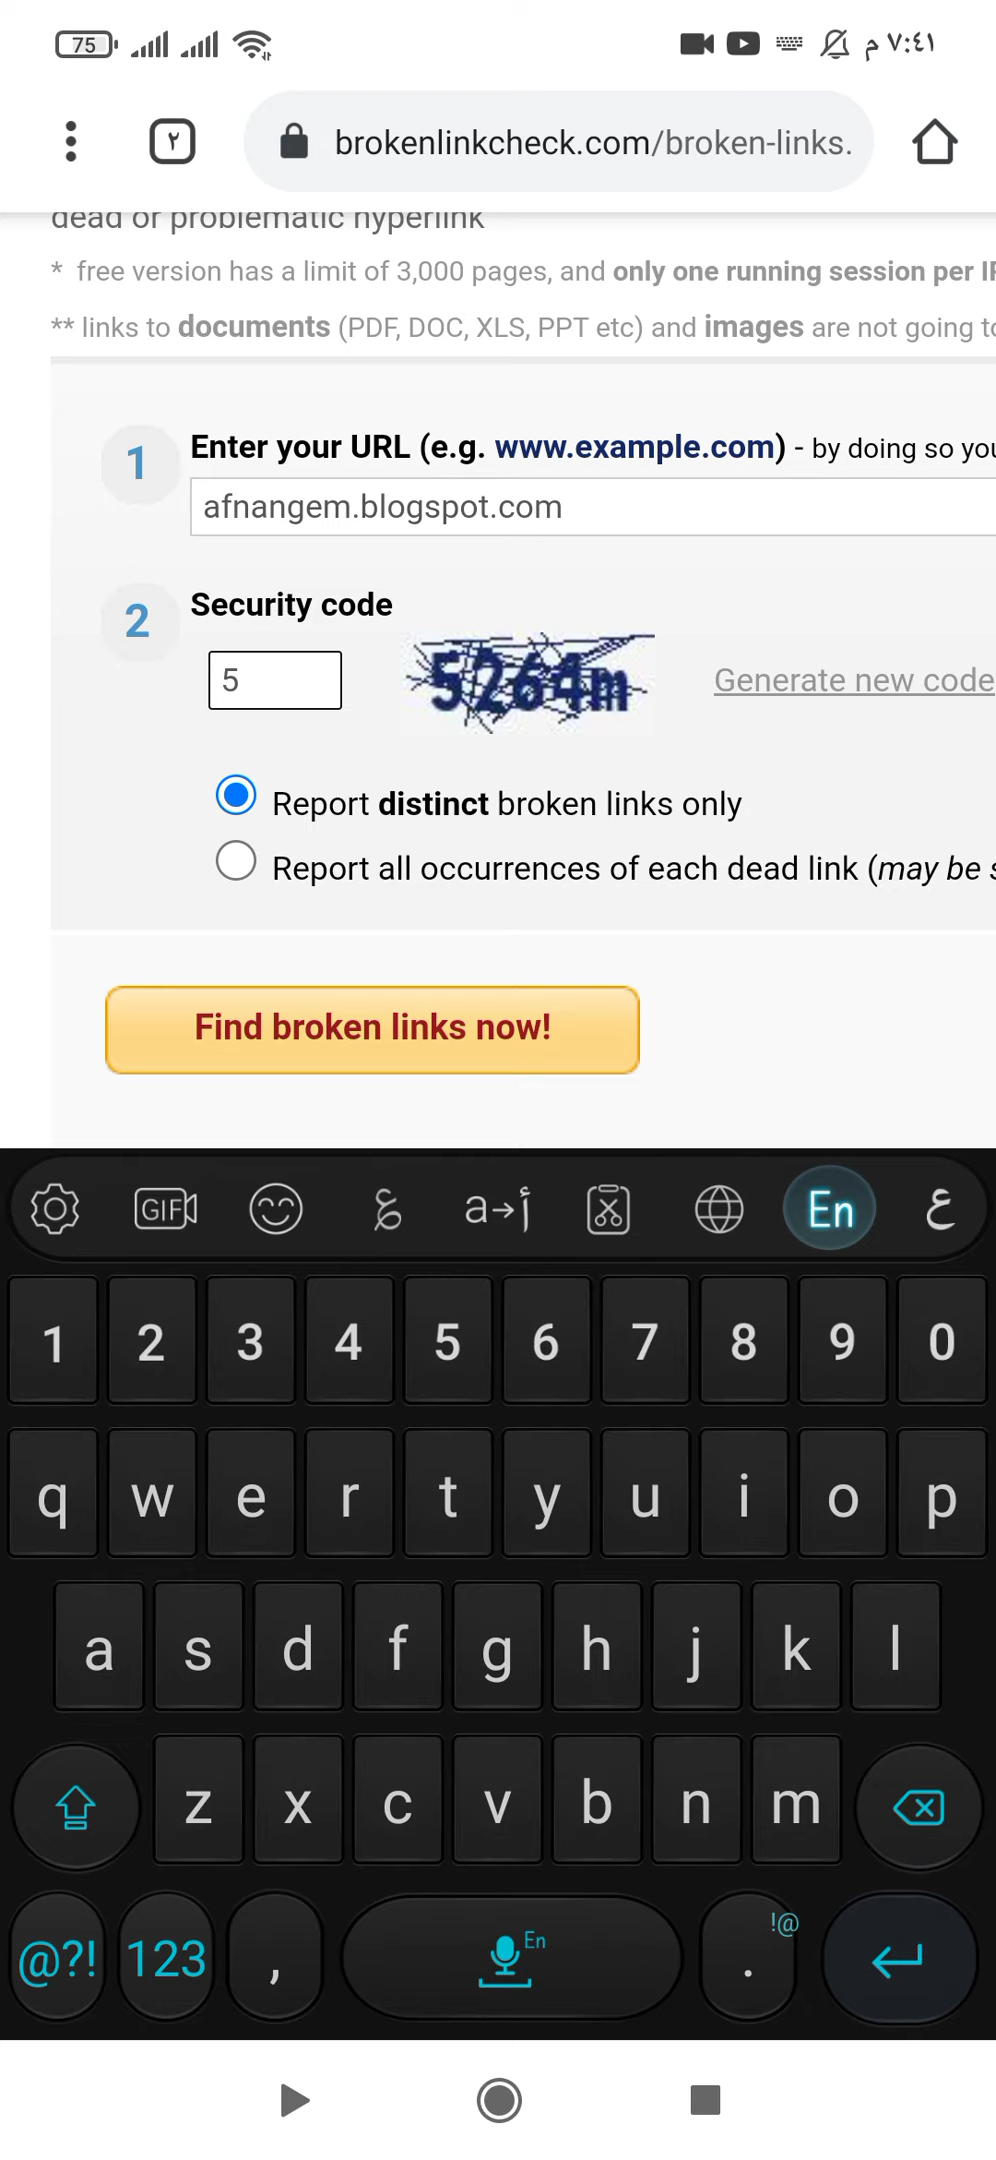 75
٧:٤١ م
٢
brokenlinkcheck.com/broken-links.
dead or problematic hyperlink
* free version has a limit of 3,000 pages, and only one running session per
** links to documents (PDF, DOC, XLS, PPT etc) and images are not going to
1
Enter your URL (e.g. www.example.com) - by doing so you
afnangem.blogspot.com
2
Security code
5
5264m
Generate new code
Report distinct broken links only
Report all occurrences of each dead link (may be s
Find broken links now!
GIF
ع
a→أ
En
ع
1 2 3 4 5 6 7 8 9 0
q w e r t y u i o p
a s d f g h j k l
z x c v b n m
@?! 123 , En . !@